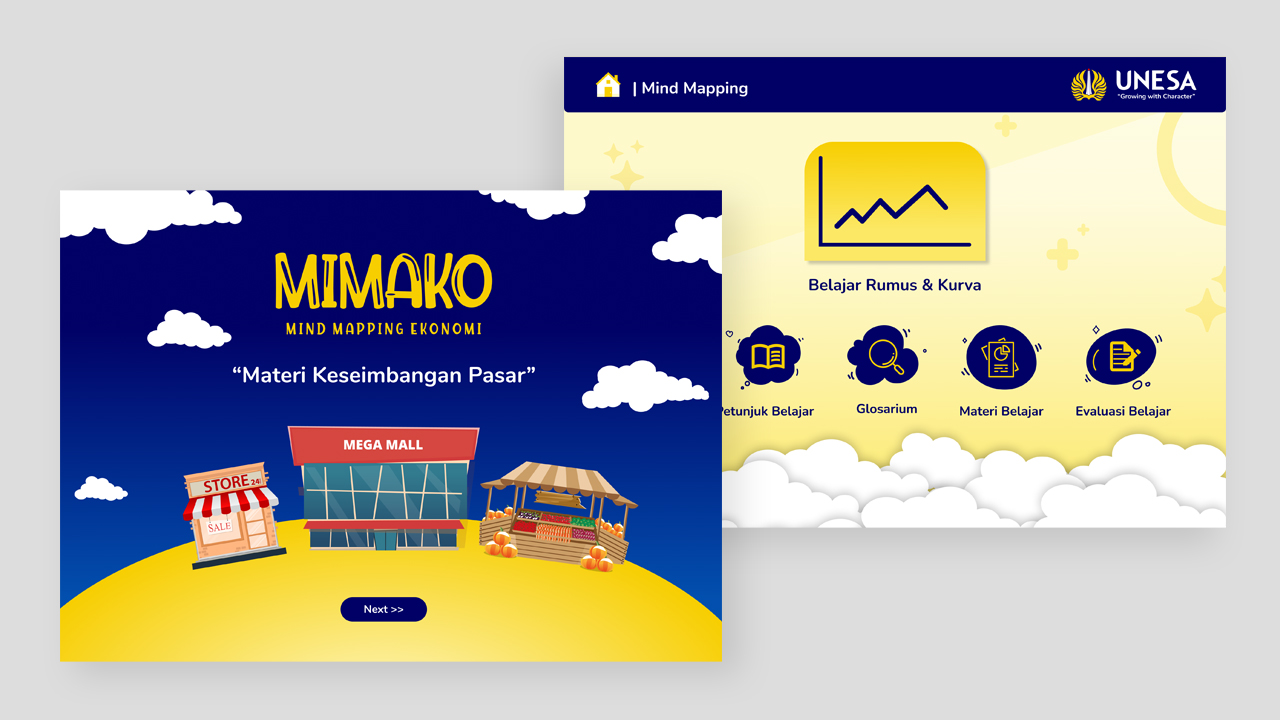 MIMAKO
MIND MAPPING EKONOMI
“Materi Keseimbangan Pasar”
MEGA MALL
STORE 24
SALE
Next >>
| Mind Mapping
UNESA
“Growing with Character”
Belajar Rumus & Kurva
Petunjuk Belajar
Glosarium
Materi Belajar
Evaluasi Belajar